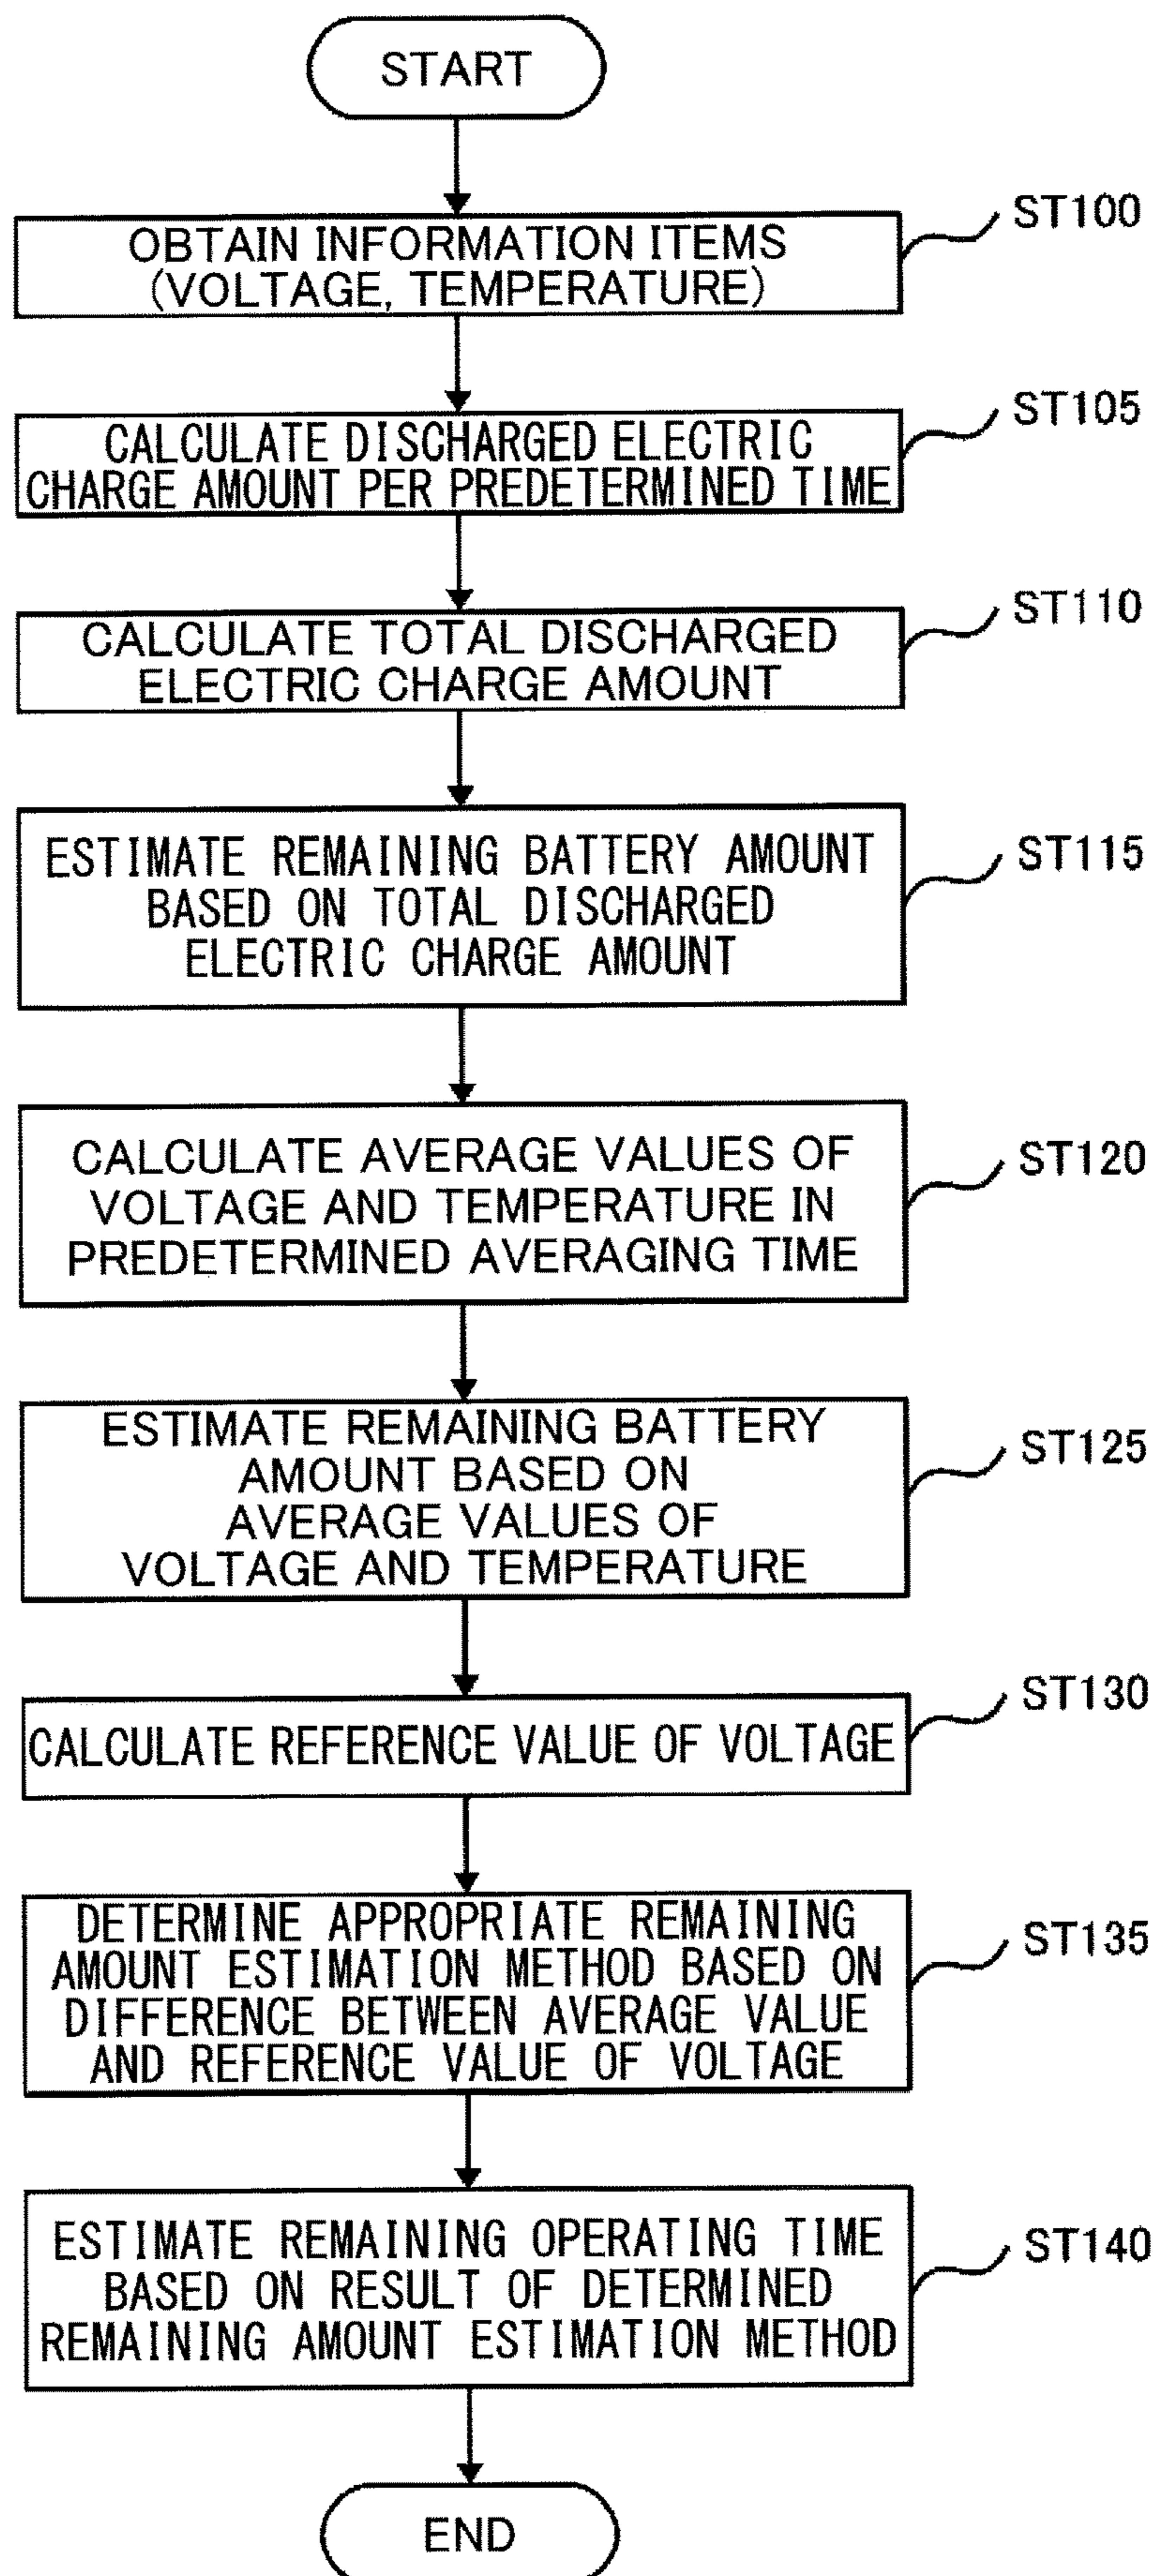 START
ST100
OBTAIN INFORMATION ITEMS
(VOLTAGE, TEMPERATURE)
ST105
CALCULATE DISCHARGED ELECTRIC
CHARGE AMOUNT PER PREDETERMINED TIME
ST110
CALCULATE TOTAL DISCHARGED
ELECTRIC CHARGE AMOUNT
ST115
ESTIMATE REMAINING BATTERY AMOUNT
BASED ON TOTAL DISCHARGED
ELECTRIC CHARGE AMOUNT
ST120
CALCULATE AVERAGE VALUES OF
VOLTAGE AND TEMPERATURE IN
PREDETERMINED AVERAGING TIME
ST125
ESTIMATE REMAINING BATTERY
AMOUNT BASED ON
AVERAGE VALUES OF
VOLTAGE AND TEMPERATURE
ST130
CALCULATE REFERENCE VALUE OF VOLTAGE
ST135
DETERMINE APPROPRIATE REMAINING
AMOUNT ESTIMATION METHOD BASED ON
DIFFERENCE BETWEEN AVERAGE VALUE
AND REFERENCE VALUE OF VOLTAGE
ST140
ESTIMATE REMAINING OPERATING TIME
BASED ON RESULT OF DETERMINED
REMAINING AMOUNT ESTIMATION METHOD
END